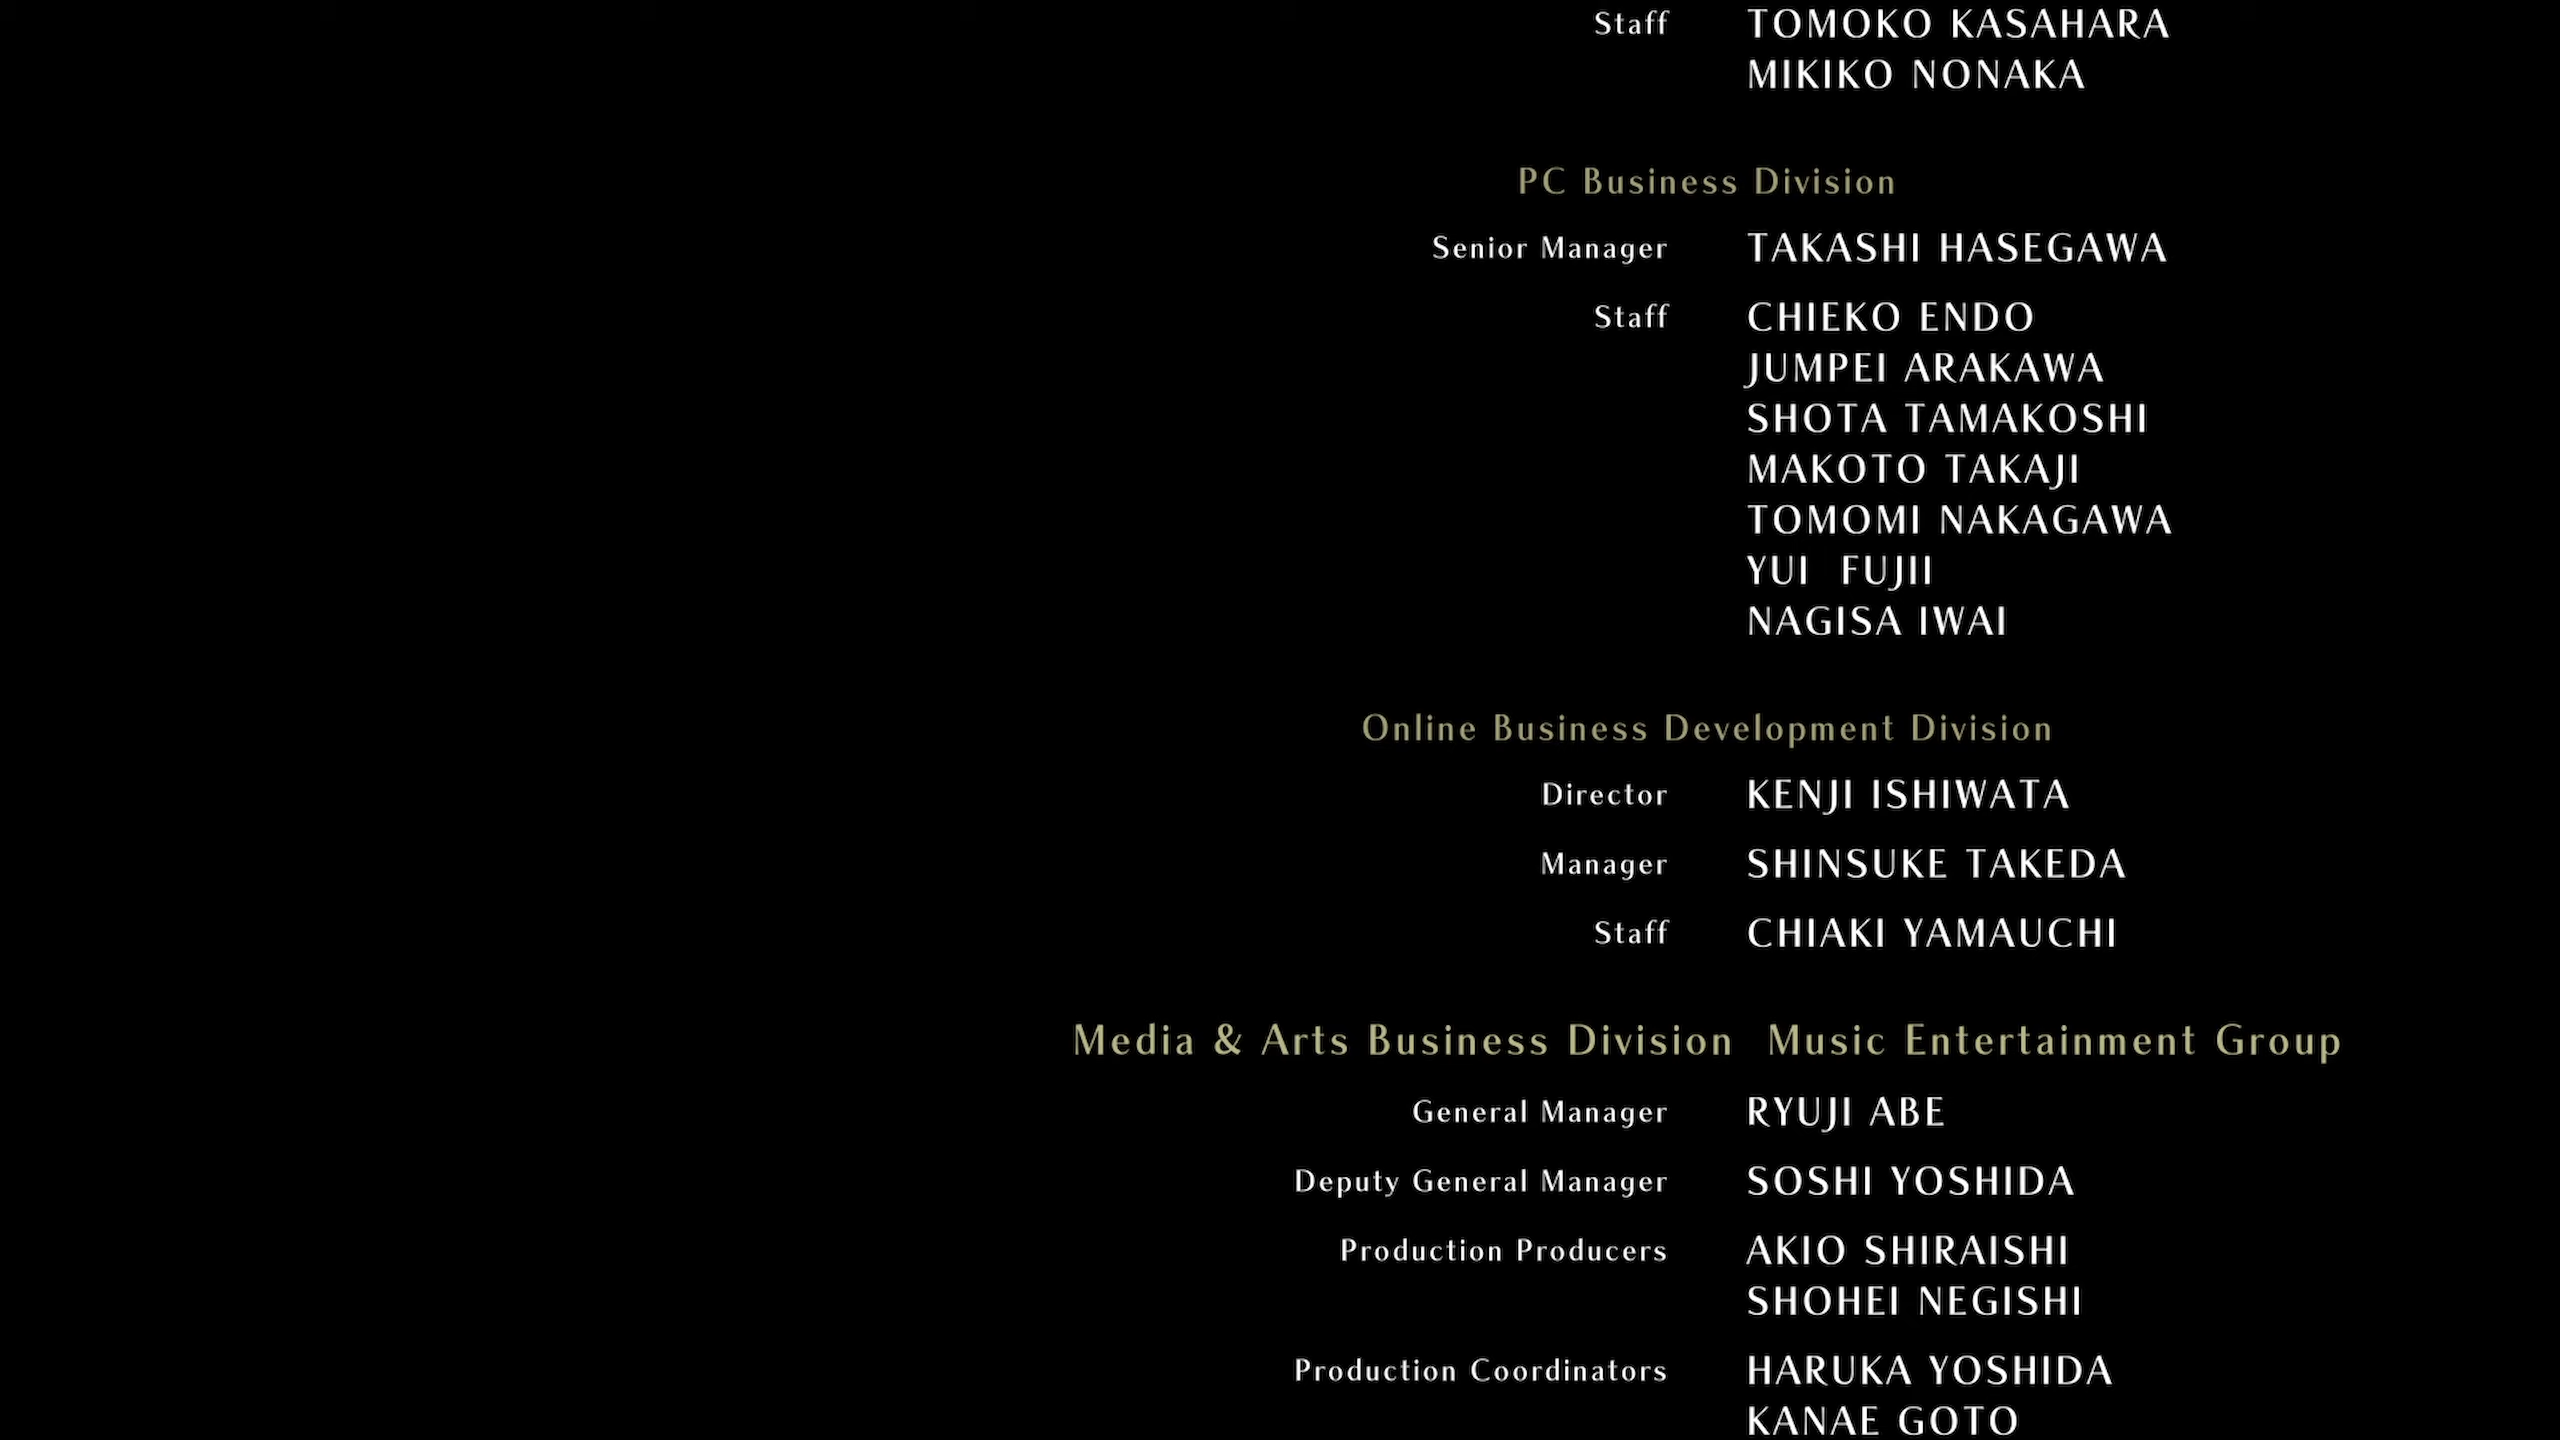 Staff TOMOKO KASAHARA
MIKIKO NONAKA
PC Business Division
Senior Manager TAKASHI HASEGAWA
Staff CHIEKO ENDO
JUMPEI ARAKAWA
SHOTA TAMAKOSHI
MAKOTO TAKAJI
TOMOMI NAKAGAWA
YUI  FUJII
NAGISA IWAI
Online Business Development Division
Director KENJI ISHIWATA
Manager SHINSUKE TAKEDA
Staff CHIAKI YAMAUCHI
Media & Arts Business Division  Music Entertainment Group
General Manager RYUJI ABE
Deputy General Manager SOSHI YOSHIDA
Production Producers AKIO SHIRAISHI
SHOHEI NEGISHI
Production Coordinators HARUKA YOSHIDA
KANAE GOTO